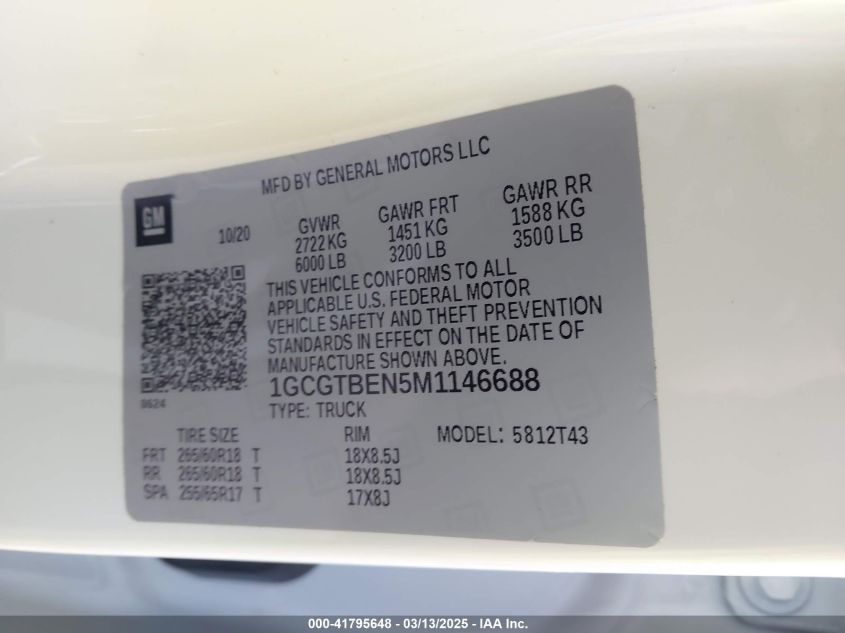 MFD BY GENERAL MOTORS LLC
GM
10/20
GVWR GAWR FRT GAWR RR
2722 KG 1451 KG 1588 KG
6000 LB 3200 LB 3500 LB
THIS VEHICLE CONFORMS TO ALL
APPLICABLE U.S. FEDERAL MOTOR
VEHICLE SAFETY AND THEFT PREVENTION
STANDARDS IN EFFECT ON THE DATE OF
MANUFACTURE SHOWN ABOVE.
1GCGTBEN5M1146688
8624
TYPE: TRUCK
TIRE SIZE RIM MODEL: 5812T43
FRT 265/60R18 T 18X8.5J
RR 265/60R18 T 18X8.5J
SPA 255/65R17 T 17X8J
000-41795648 - 03/13/2025 - IAA Inc.